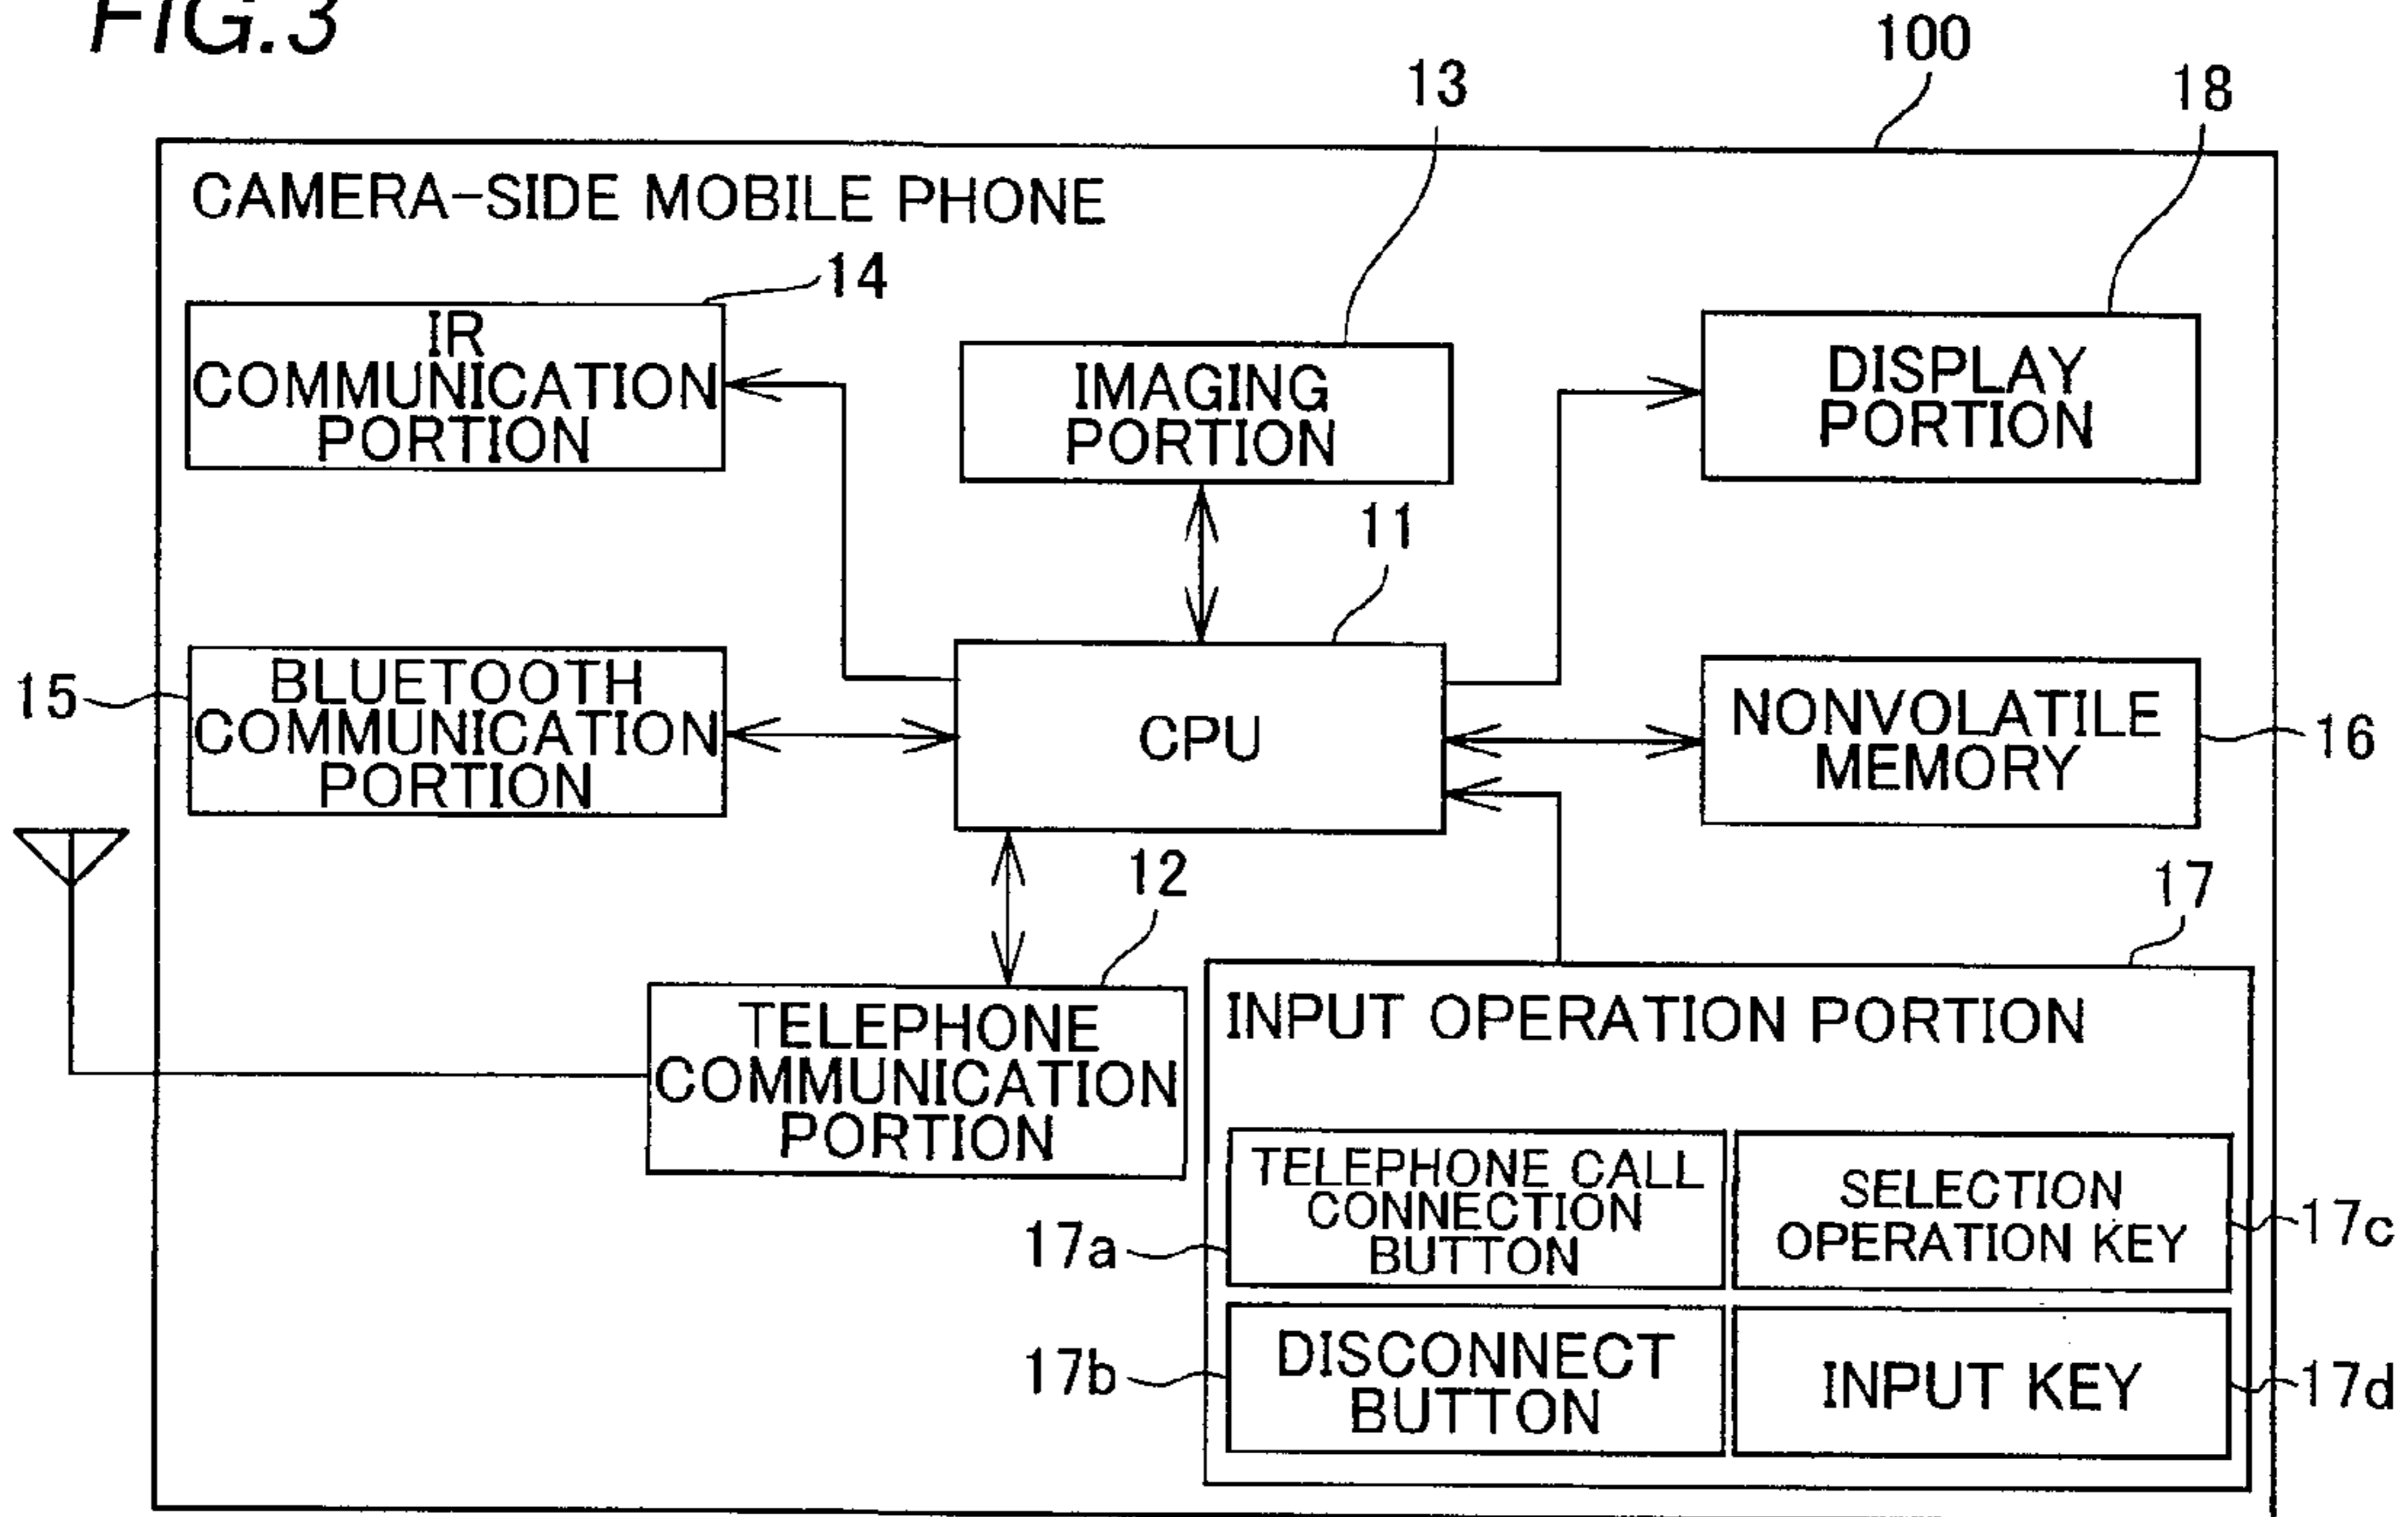 FIG.3
100
13
18
CAMERA-SIDE MOBILE PHONE
14
IR
COMMUNICATION
PORTION
IMAGING
PORTION
DISPLAY
PORTION
11
15
BLUETOOTH
COMMUNICATION
PORTION
CPU
NONVOLATILE
MEMORY
16
12
17
TELEPHONE
COMMUNICATION
PORTION
INPUT OPERATION PORTION
17a
TELEPHONE CALL
CONNECTION
BUTTON
SELECTION
OPERATION KEY
17c
17b
DISCONNECT
BUTTON
INPUT KEY
17d